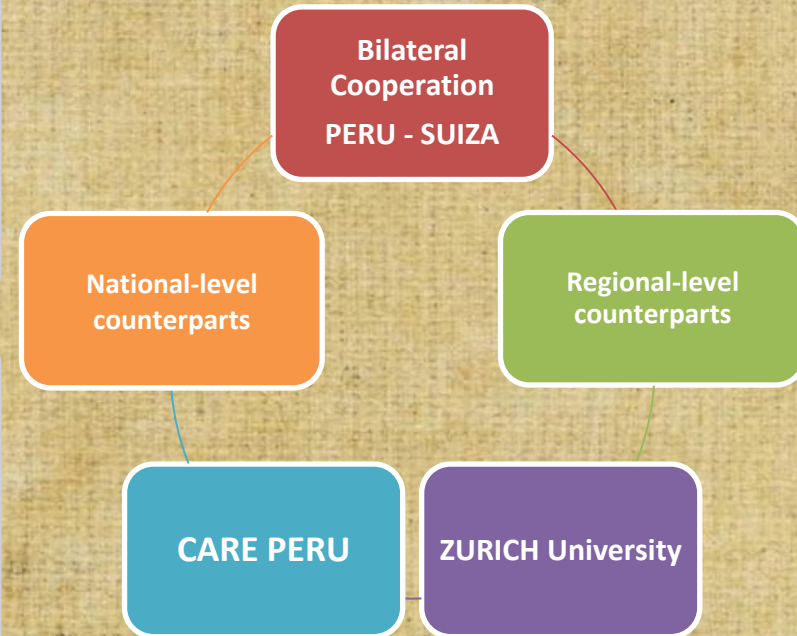 Bilateral
Cooperation
PERU - SUIZA
National-level
counterparts
Regional-level
counterparts
CARE PERU
ZURICH University